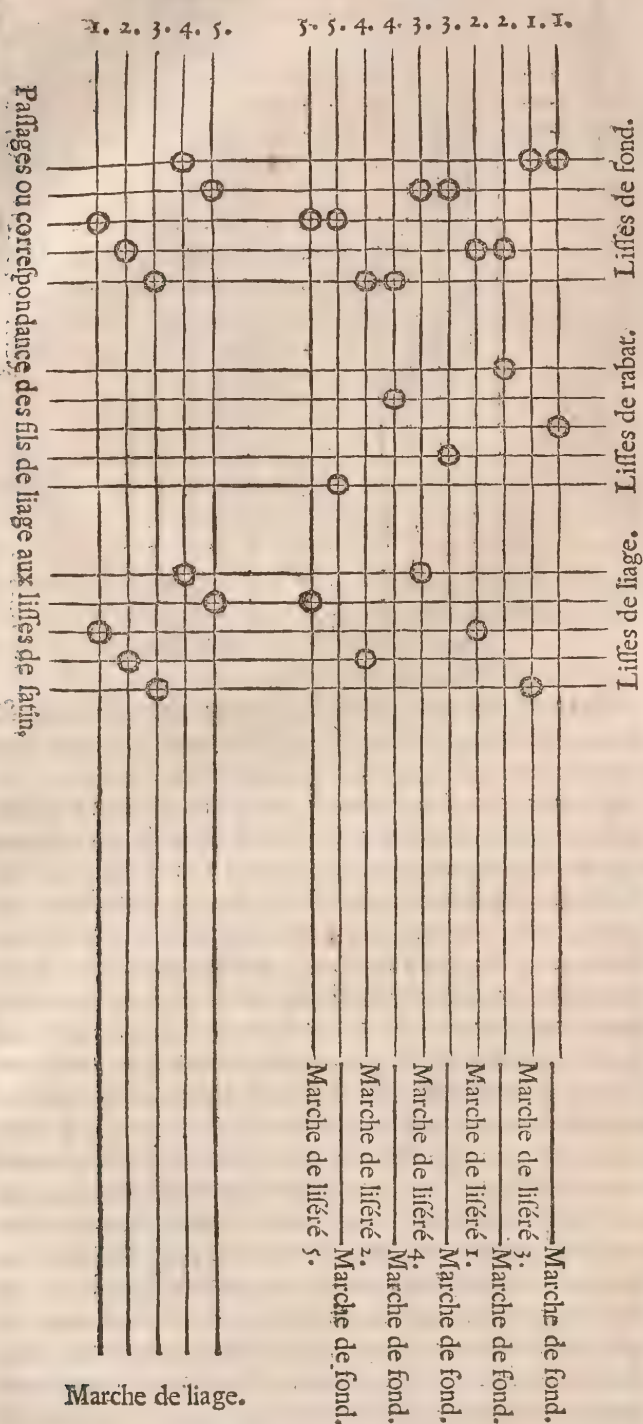 1. 2. 3. 4. 5.
5. 5. 4. 4. 3. 3. 2. 2. 1. 1.
Paſſages ou correſpondance des fils de liage aux liſſes de ſatin,
Liſſes de fond.
Liſſes de rabat.
Liſſes de liage.
Marche de liſéré 5.
Marche de fond.
Marche de liſéré 2.
Marche de fond.
Marche de liſéré 4.
Marche de fond.
Marche de liſéré 1.
Marche de fond.
Marche de liſéré 3.
Marche de fond
Marche de liage.